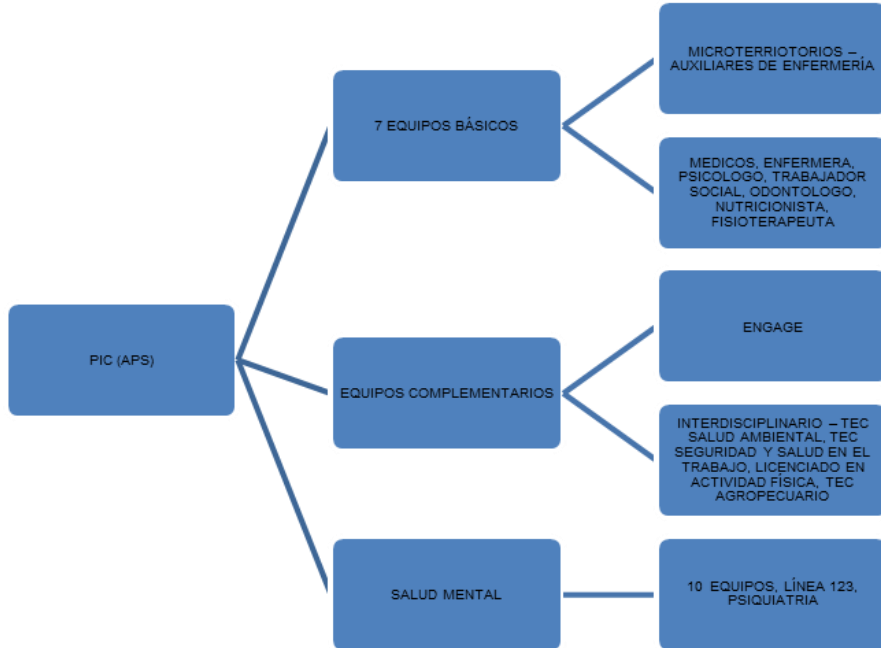 MICROTERRIOTORIOS –
AUXILIARES DE ENFERMERÍA
7 EQUIPOS BÁSICOS
MEDICOS, ENFERMERA,
PSICOLOGO, TRABAJADOR
SOCIAL, ODONTOLOGO,
NUTRICIONISTA,
FISIOTERAPEUTA
PIC (APS)
ENGAGE
EQUIPOS COMPLEMENTARIOS
INTERDISCIPLINARIO – TEC
SALUD AMBIENTAL, TEC
SEGURIDAD Y SALUD EN EL
TRABAJO, LICENCIADO EN
ACTIVIDAD FÍSICA, TEC
AGROPECUARIO
SALUD MENTAL
10 EQUIPOS, LÍNEA 123,
PSIQUIATRIA